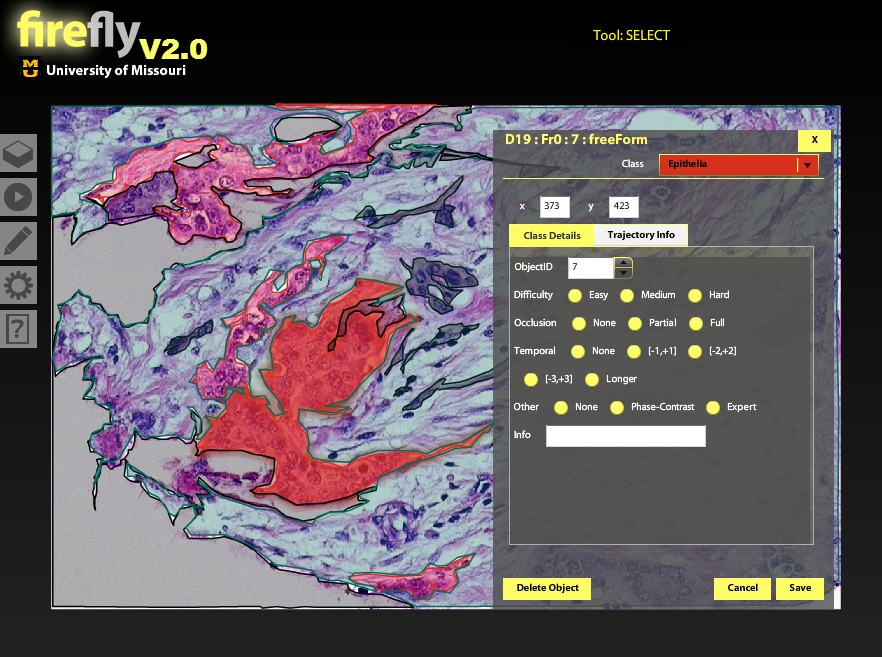 firefly V2.0
Tool: SELECT
University of Missouri
D19 : Fr0 : 7 : freeForm
X
Class
Epithelia
x 373 y 423
Class Details Trajectory Info
ObjectID 7
Difficulty Easy Medium Hard
Occlusion None Partial Full
Temporal None [-1,+1] [-2,+2]
[-3,+3] Longer
Other None Phase-Contrast Expert
Info
Delete Object Cancel Save
?